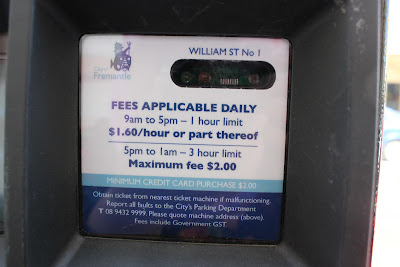 WILLIAM ST No 1
City of
Fremantle
FEES APPLICABLE DAILY
9am to 5pm – 1 hour limit
$1.60/hour or part thereof
5pm to 1am – 3 hour limit
Maximum fee $2.00
MINIMUM CREDIT CARD PURCHASE $2.00
Obtain ticket from nearest ticket machine if malfunctioning.
Report all faults to the City's Parking Department
T 08 9432 9999. Please quote machine address (above).
Fees include Government GST.